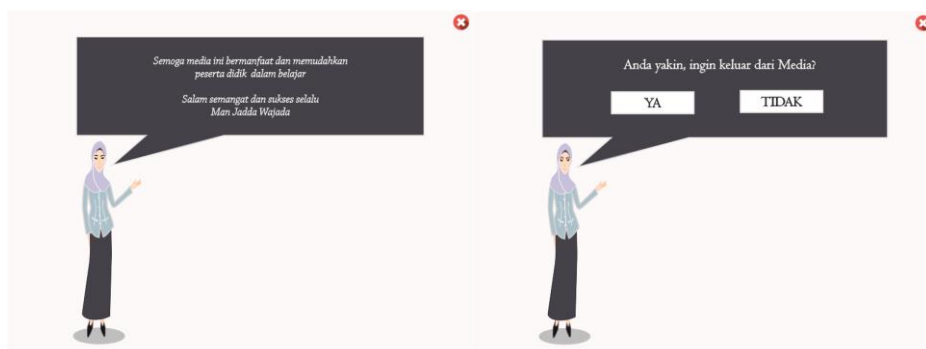 Semoga media ini bermanfaat dan memudahkan
peserta didik dalam belajar
Salam semangat dan sukses selalu
Man Jadda Wajada
Anda yakin, ingin keluar dari Media?
YA
TIDAK